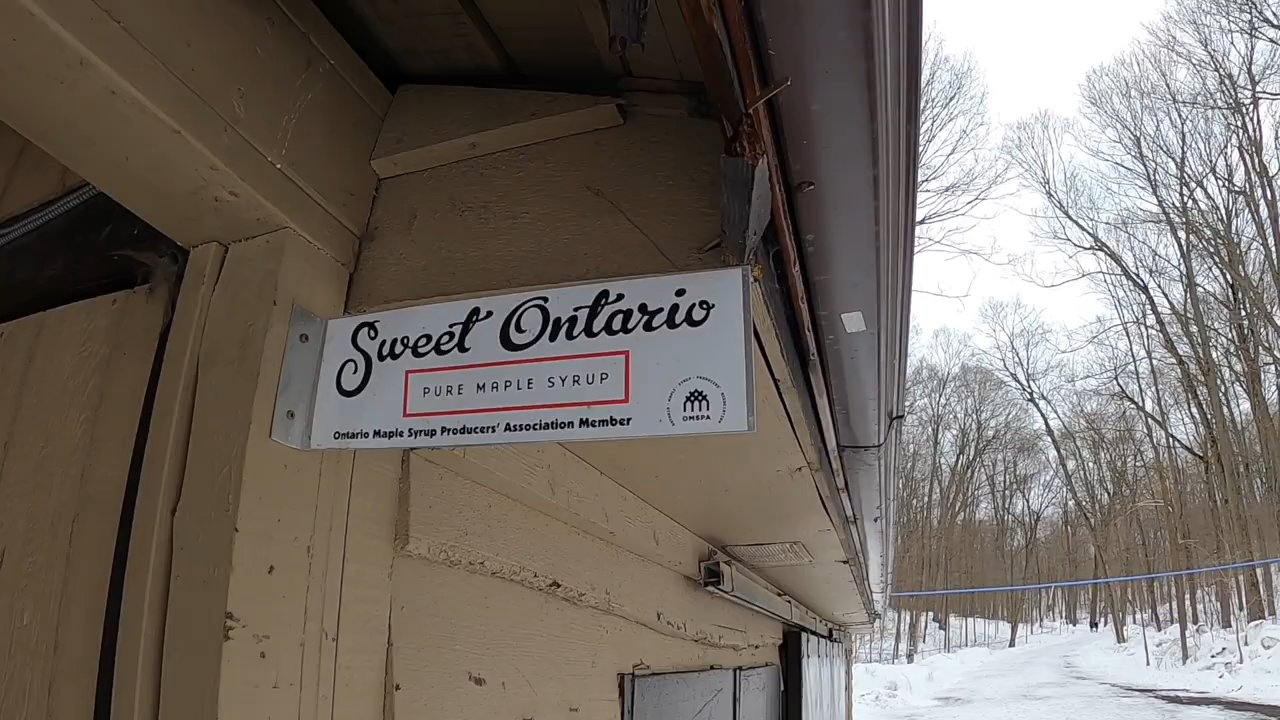 Sweet Ontario
PURE MAPLE SYRUP
Ontario Maple Syrup Producers' Association Member
OMSPA